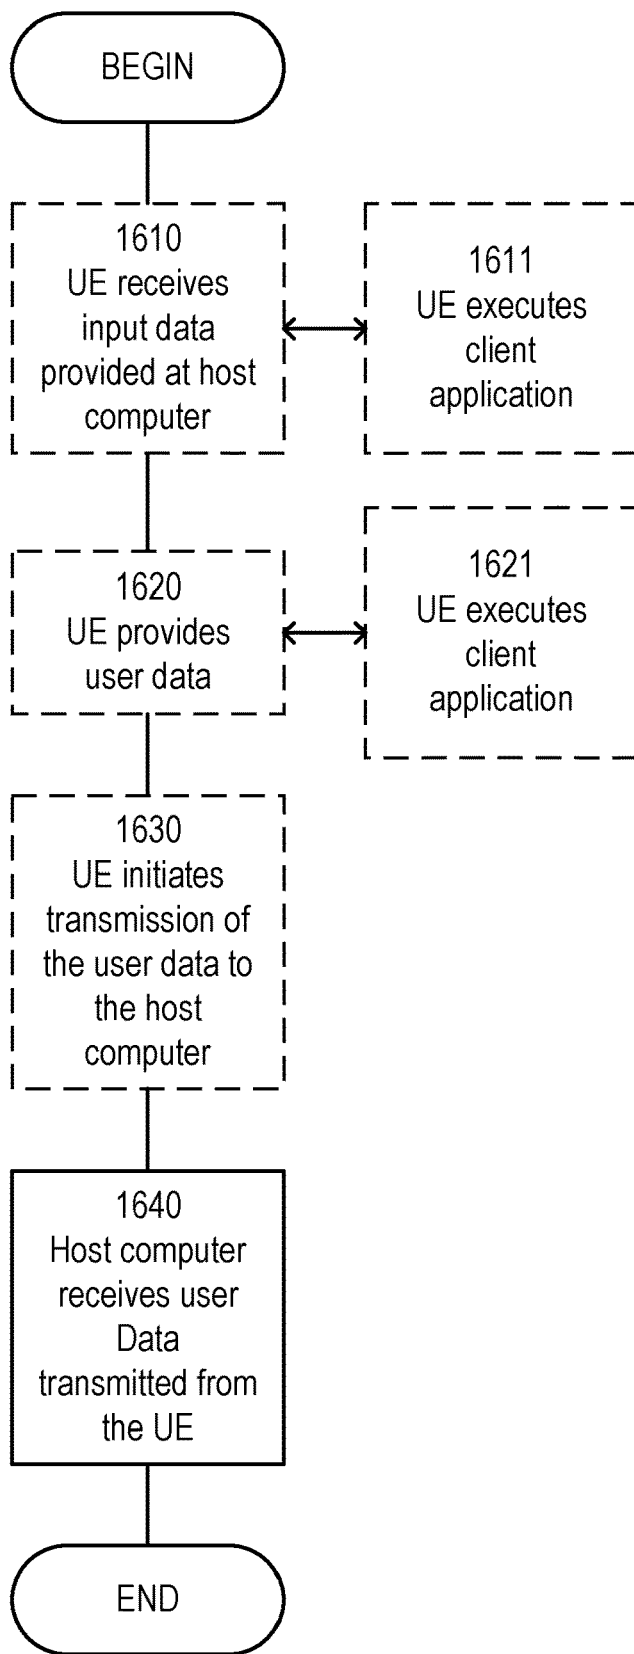 BEGIN
1610
UE receives
input data
provided at host
computer
1611
UE executes
client
application
1620
UE provides
user data
1621
UE executes
client
application
1630
UE initiates
transmission of
the user data to
the host
computer
1640
Host computer
receives user
Data
transmitted from
the UE
END